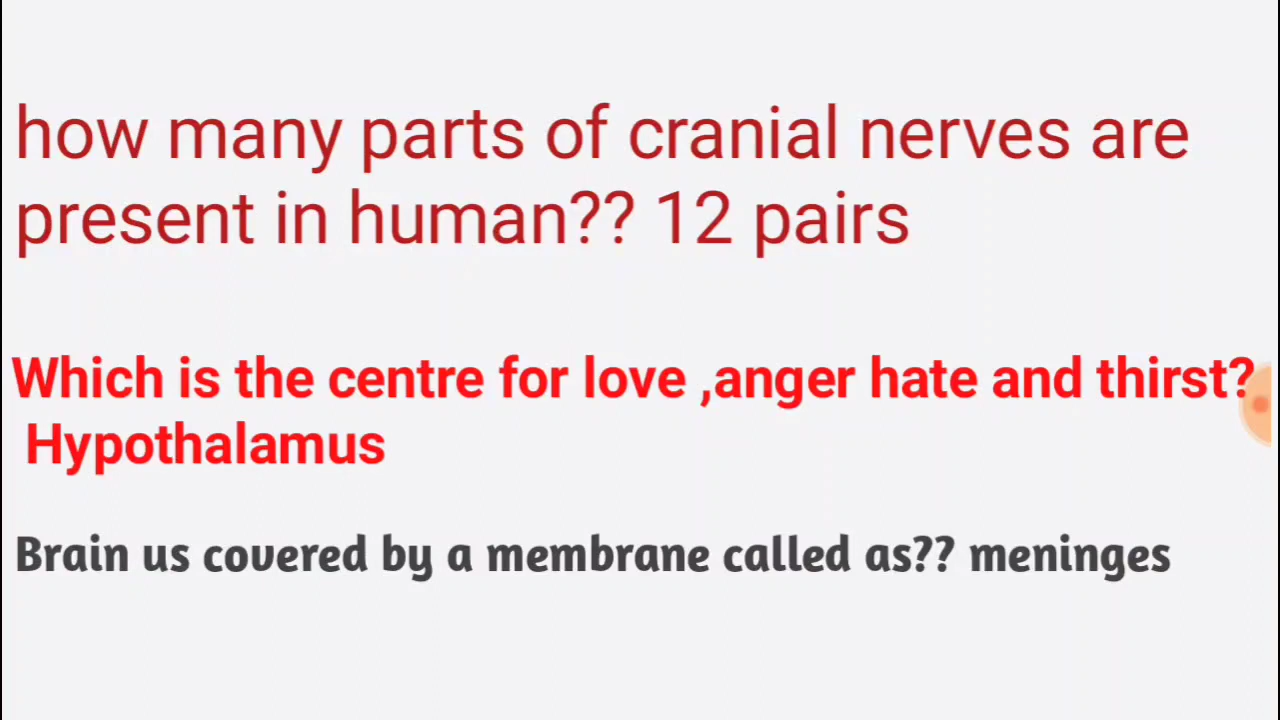 how many parts of cranial nerves are
present in human?? 12 pairs
Which is the centre for love ,anger hate and thirst?
Hypothalamus
Brain us covered by a membrane called as?? meninges